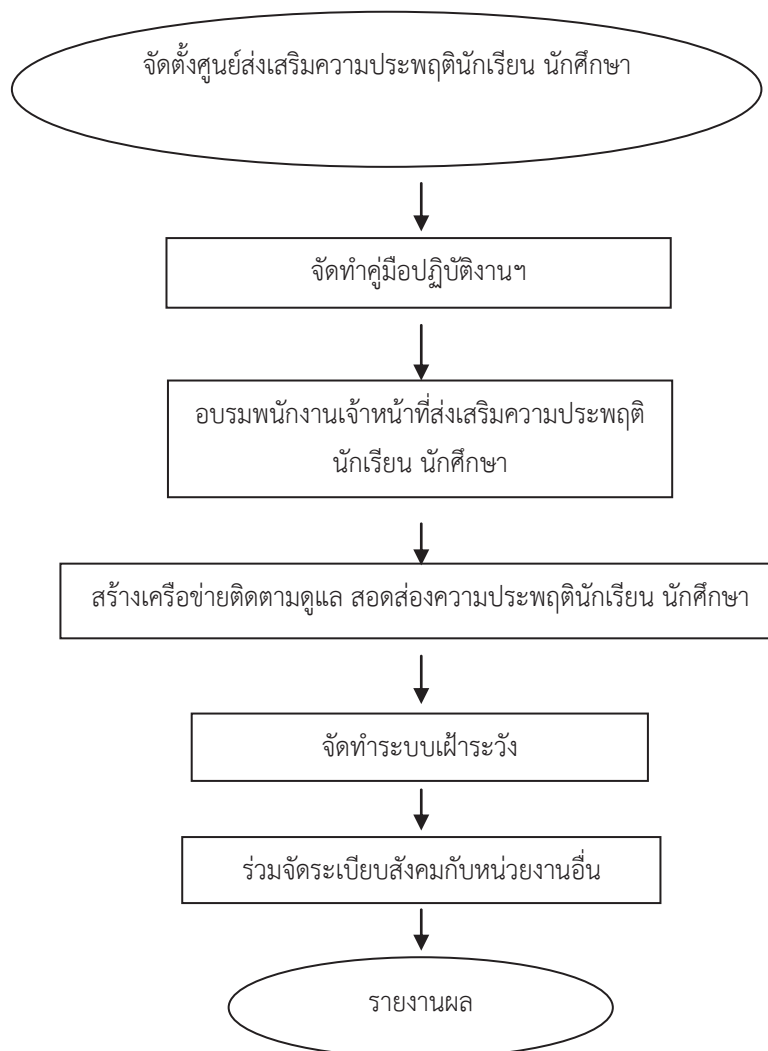 จัดตั้งศูนย์ส่งเสริมความประพฤตินักเรียน นักศึกษา
จัดทำคู่มือปฏิบัติงานฯ
อบรมพนักงานเจ้าหน้าที่ส่งเสริมความประพฤติ
นักเรียน นักศึกษา
สร้างเครือข่ายติดตามดูแล สอดส่องความประพฤตินักเรียน นักศึกษา
จัดทำระบบเฝ้าระวัง
ร่วมจัดระเบียบสังคมกับหน่วยงานอื่น
รายงานผล